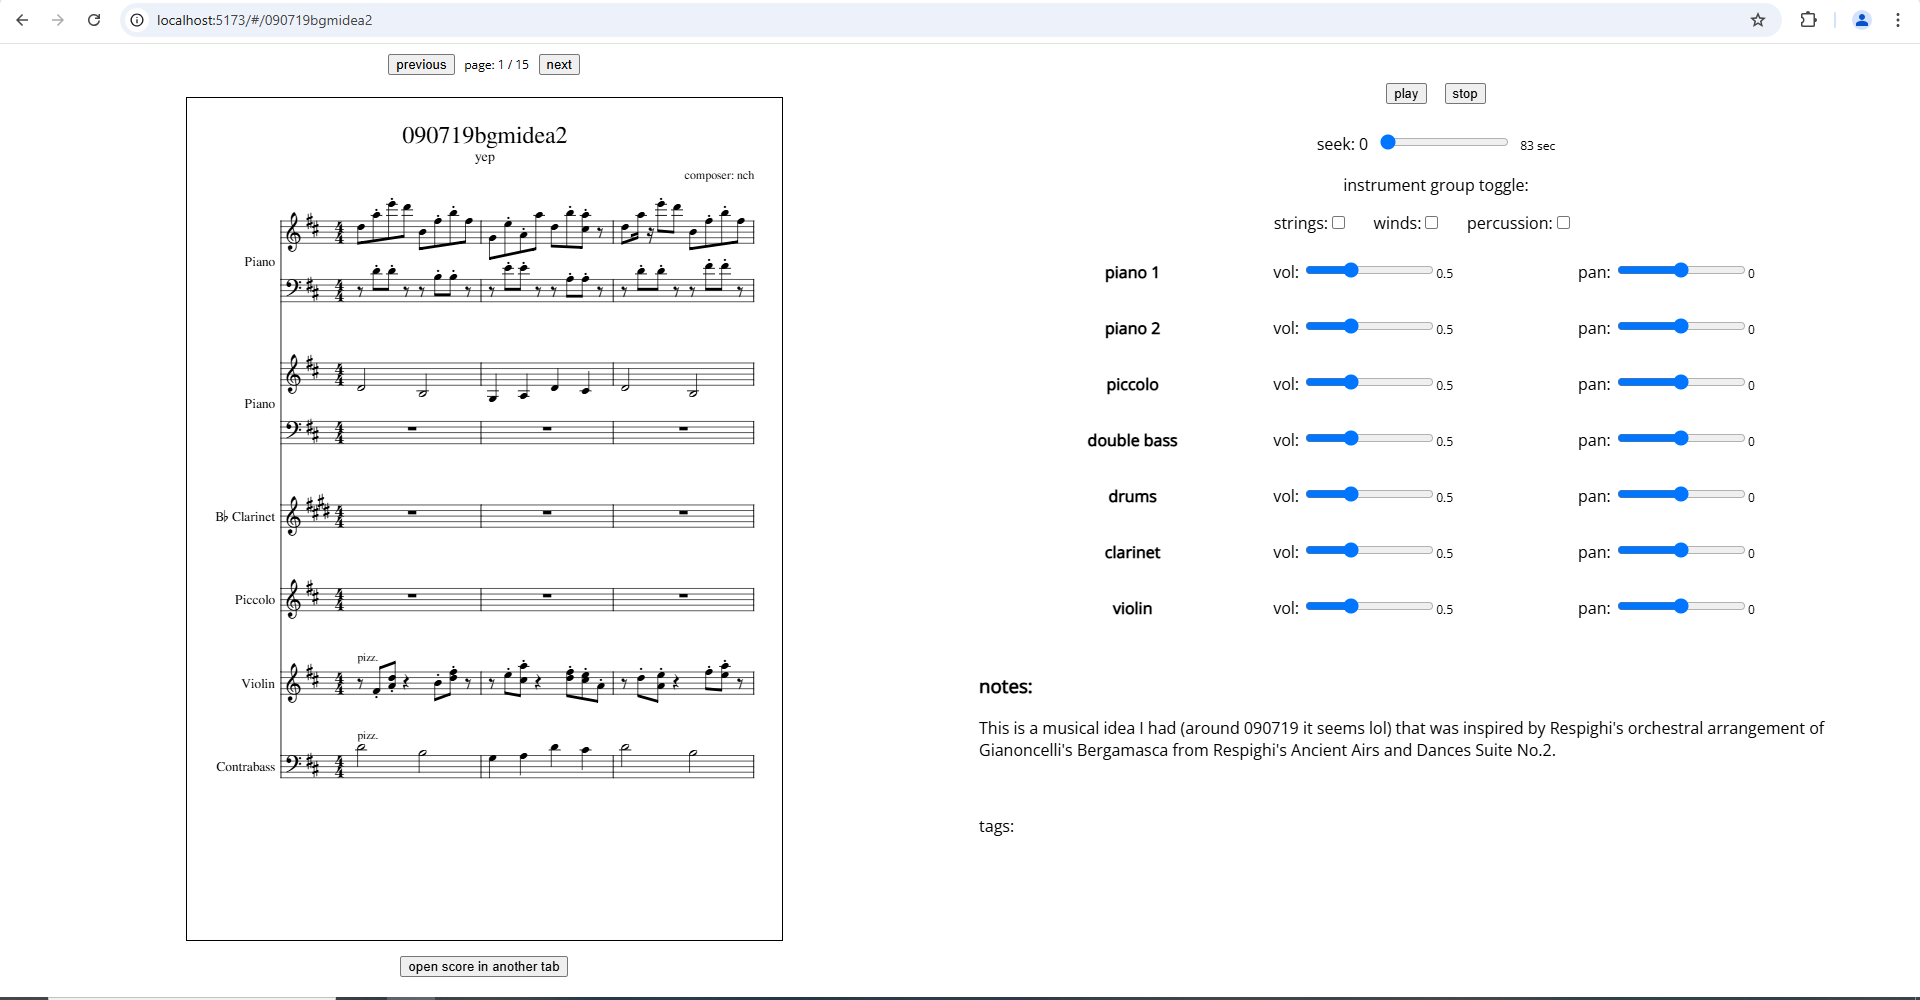 localhost:5173/#/090719bgmidea2
previous page: 1 / 15 next
090719bgmidea2
yep
composer: nch
Piano
Piano
B♭ Clarinet
Piccolo
pizz.
Violin
pizz.
Contrabass
open score in another tab
play stop
seek: 0 83 sec
instrument group toggle:
strings: winds: percussion:
piano 1 vol: 0.5 pan: 0
piano 2 vol: 0.5 pan: 0
piccolo vol: 0.5 pan: 0
double bass vol: 0.5 pan: 0
drums vol: 0.5 pan: 0
clarinet vol: 0.5 pan: 0
violin vol: 0.5 pan: 0
notes:
This is a musical idea I had (around 090719 it seems lol) that was inspired by Respighi's orchestral arrangement of
Gianoncelli's Bergamasca from Respighi's Ancient Airs and Dances Suite No.2.
tags: